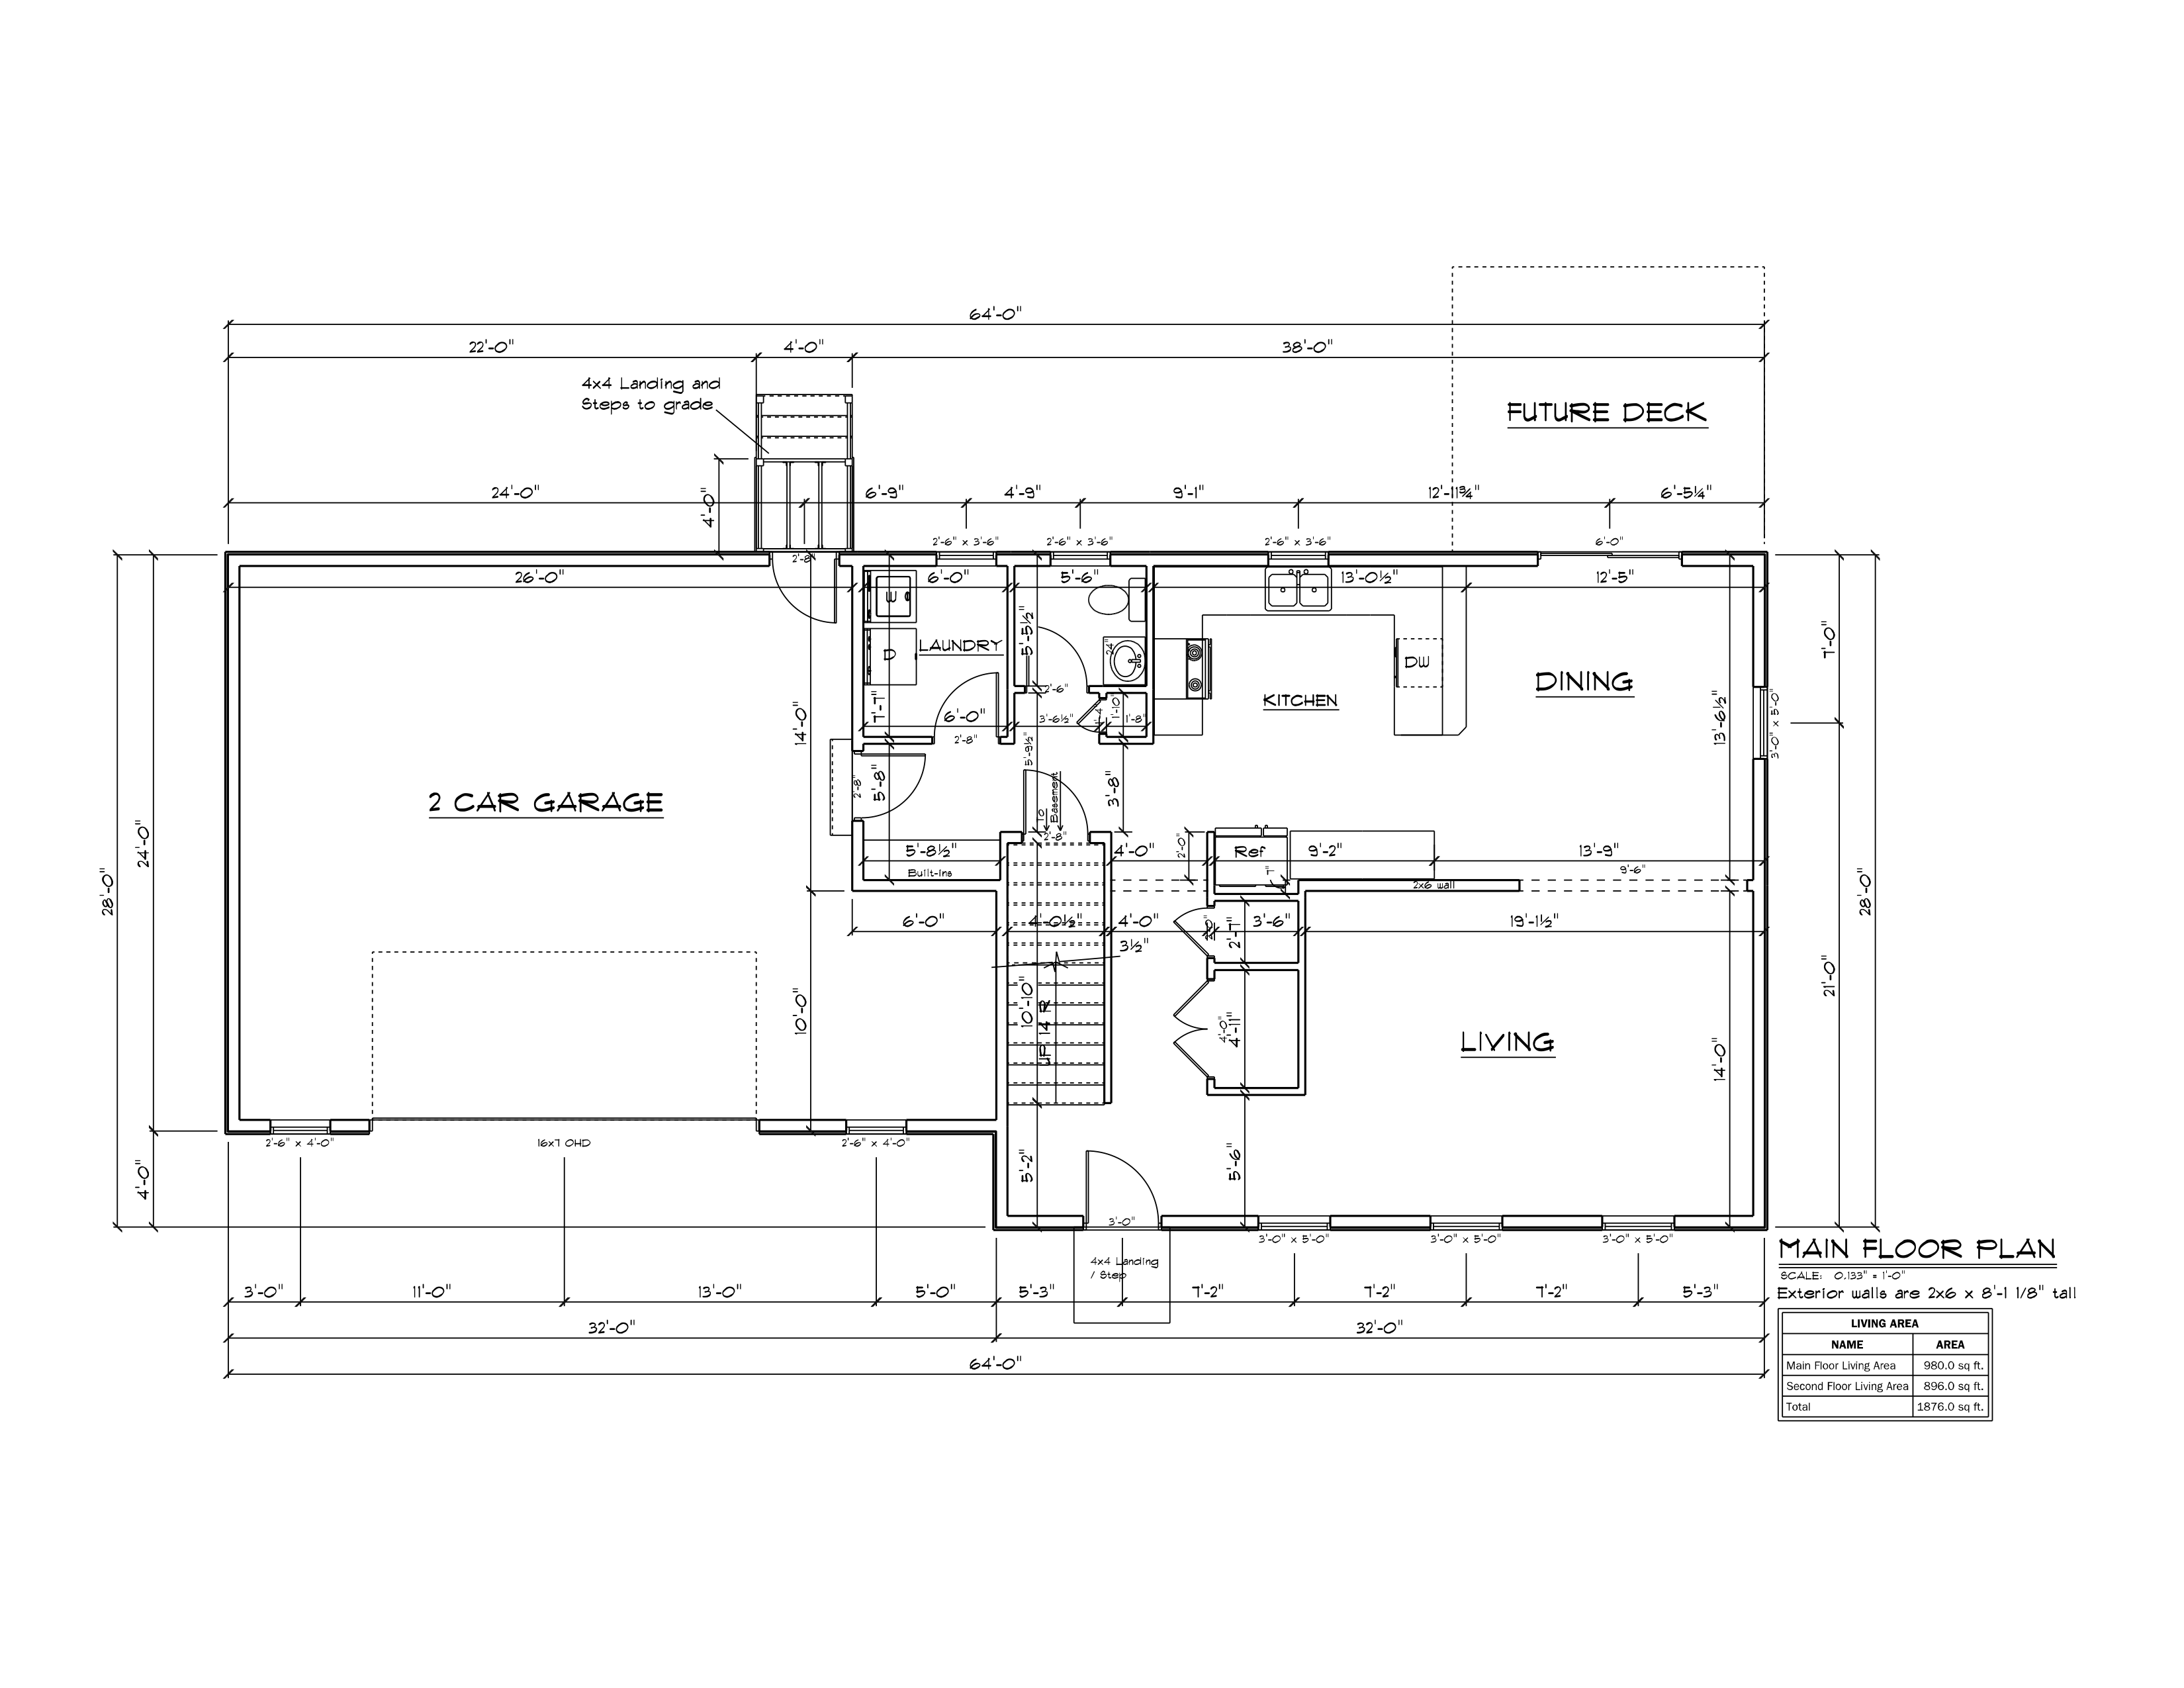 64'-0"
22'-0"
4'-0"
38'-0"
4x4 Landing and
Steps to grade
FUTURE DECK
24'-0"
4'-0"
6'-9"
4'-9"
9'-1"
12'-11¾"
6'-5¼"
2'-6" x 3'-6"
2'-6" x 3'-6"
2'-6" x 3'-6"
6'-0"
2'-8"
26'-0"
6'-0"
5'-6"
13'-0½"
12'-5"
W
D
LAUNDRY
5'-5½"
24"
DW
KITCHEN
DINING
7'-0"
3'-0" x 5'-0"
13'-6½"
2'-6"
7'-7"
6'-0"
3'-6½"
1'-10"
1'-8"
2'-8"
14'-0"
5'-9½"
2 CAR GARAGE
2'-8"
5'-8"
To
Basement
2'-8"
3'-8"
24'-0"
28'-0"
5'-8½"
Built-Ins
4'-0"
2'-0"
Ref
9'-2"
7"
13'-9"
9'-6"
2x6 wall
28'-0"
6'-0"
4'-0½"
4'-0"
3½"
2'-7"
3'-6"
19'-1½"
21'-0"
10'-0"
10'-10"
UP 14 R
4'-0"
4'-11"
LIVING
14'-0"
2'-6" x 4'-0"
16x7 OHD
2'-6" x 4'-0"
4'-0"
5'-2"
5'-6"
3'-0"
3'-0" x 5'-0"
3'-0" x 5'-0"
3'-0" x 5'-0"
4x4 Landing
/ Step
3'-0"
11'-0"
13'-0"
5'-0"
5'-3"
7'-2"
7'-2"
7'-2"
5'-3"
32'-0"
32'-0"
64'-0"
MAIN FLOOR PLAN
SCALE: 0.133" = 1'-0"
Exterior walls are 2x6 x 8'-1 1/8" tall
LIVING AREA
NAME AREA
Main Floor Living Area 980.0 sq ft.
Second Floor Living Area 896.0 sq ft.
Total 1876.0 sq ft.